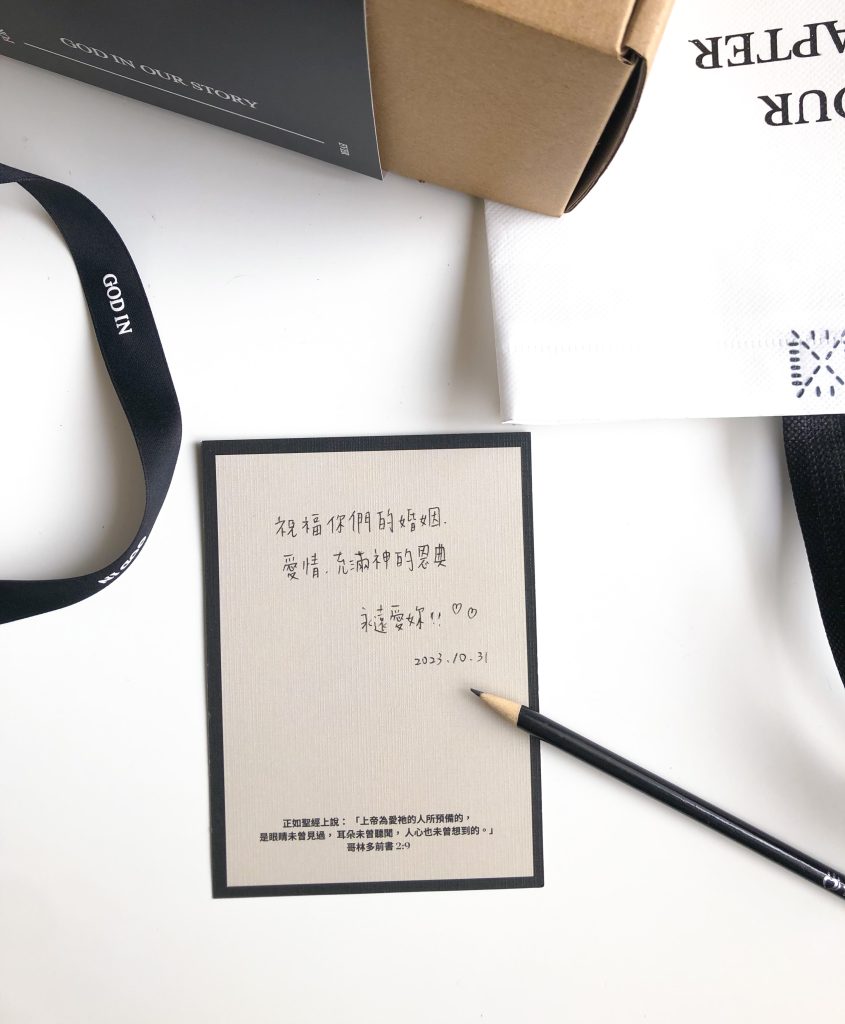 GOD IN OUR STORY
OUR
APTER
GOD IN
GOD IN
祝福你們的婚姻.
愛情.充滿神的恩典
永遠愛妳!!♡♡
2023.10.31
正如聖經上說：「上帝為愛祂的人所預備的，
是眼睛未曾見過，耳朵未曾聽聞，人心也未曾想到的。」
哥林多前書 2:9